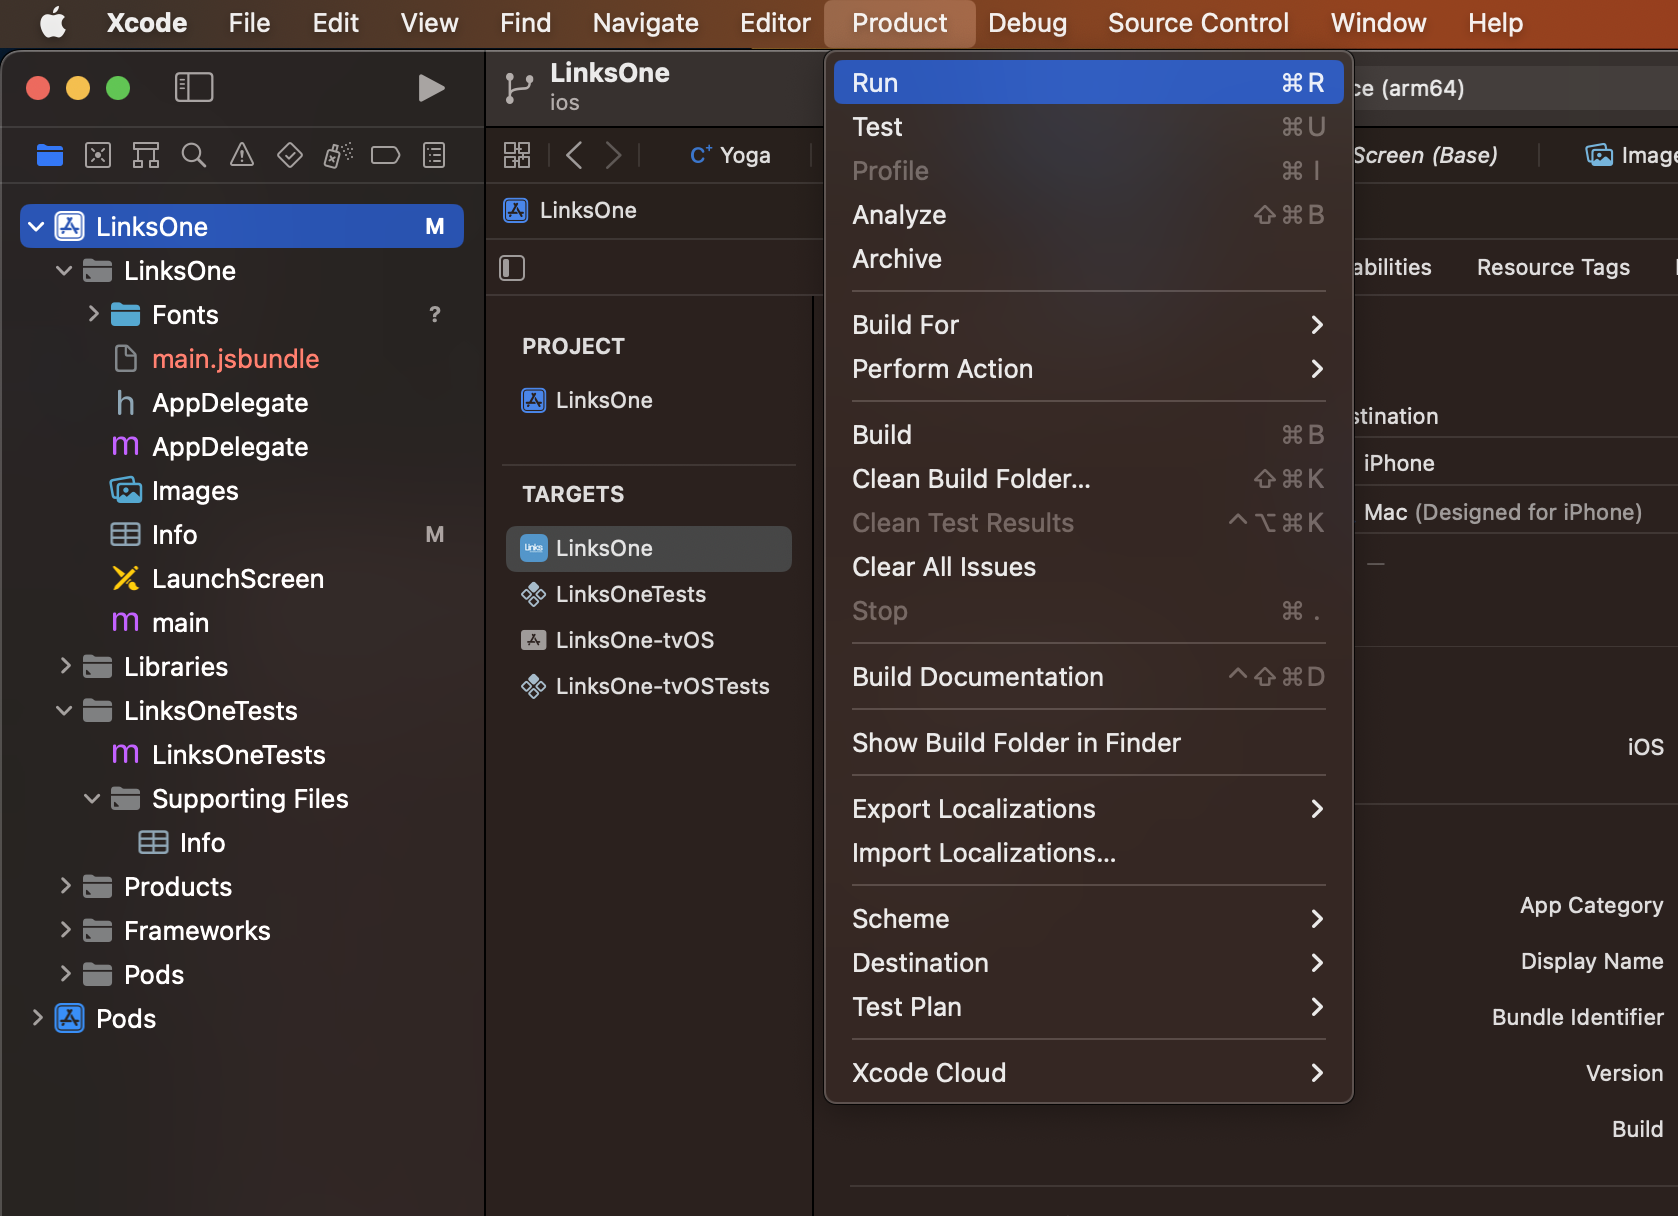 Xcode File Edit View Find Navigate Editor Product Debug Source Control Window Help
LinksOne
ios
ce (arm64)
C+ Yoga
Screen (Base)
Image
LinksOne
abilities
Resource Tags
LinksOne M
LinksOne
Fonts ?
main.jsbundle
h AppDelegate
m AppDelegate
Images
Info M
LaunchScreen
m main
Libraries
LinksOneTests
m LinksOneTests
Supporting Files
Info
Products
Frameworks
Pods
Pods
PROJECT
LinksOne
TARGETS
Links LinksOne
LinksOneTests
LinksOne-tvOS
LinksOne-tvOSTests
Run ⌘R
Test ⌘U
Profile ⌘I
Analyze ⇧⌘B
Archive
Build For
Perform Action
Build ⌘B
Clean Build Folder... ⇧⌘K
Clean Test Results ^⌥⌘K
Clear All Issues
Stop ⌘.
Build Documentation ^⇧⌘D
Show Build Folder in Finder
Export Localizations
Import Localizations...
Scheme
Destination
Test Plan
Xcode Cloud
stination
iPhone
Mac (Designed for iPhone)
—
iOS
App Category
Display Name
Bundle Identifier
Version
Build